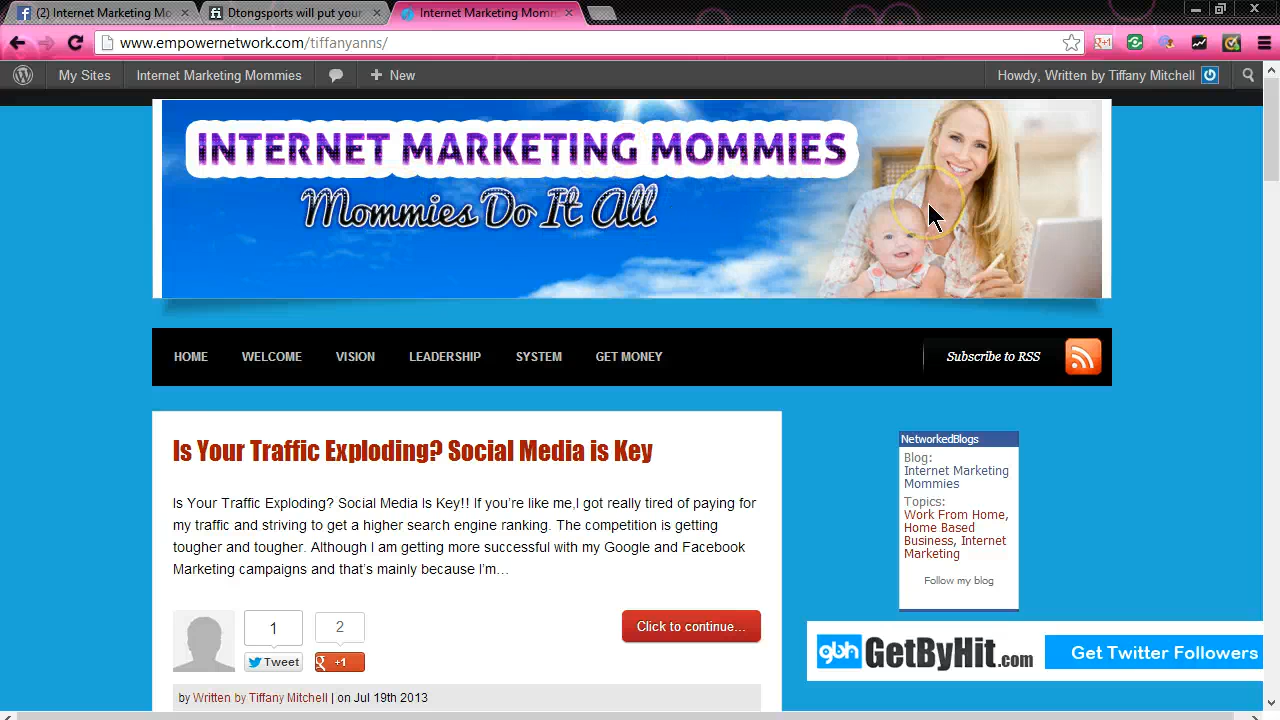 (2) Internet Marketing Mo
Dtongsports will put your
Internet Marketing Momm
www.empowernetwork.com/tiffanyanns/
My Sites
Internet Marketing Mommies
New
Howdy, Written by Tiffany Mitchell
INTERNET MARKETING MOMMIES
Mommies Do It All
HOME
WELCOME
VISION
LEADERSHIP
SYSTEM
GET MONEY
Subscribe to RSS
Is Your Traffic Exploding? Social Media is Key
Is Your Traffic Exploding? Social Media is Key!! If you're like me,I got really tired of paying for
my traffic and striving to get a higher search engine ranking. The competition is getting
tougher and tougher. Although I am getting more successful with my Google and Facebook
Marketing campaigns and that's mainly because I'm…
1
2
Tweet
+1
Click to continue...
by Written by Tiffany Mitchell | on Jul 19th 2013
NetworkedBlogs
Blog:
Internet Marketing
Mommies
Topics:
Work From Home,
Home Based
Business, Internet
Marketing
Follow my blog
gbh GetByHit.com
Get Twitter Followers